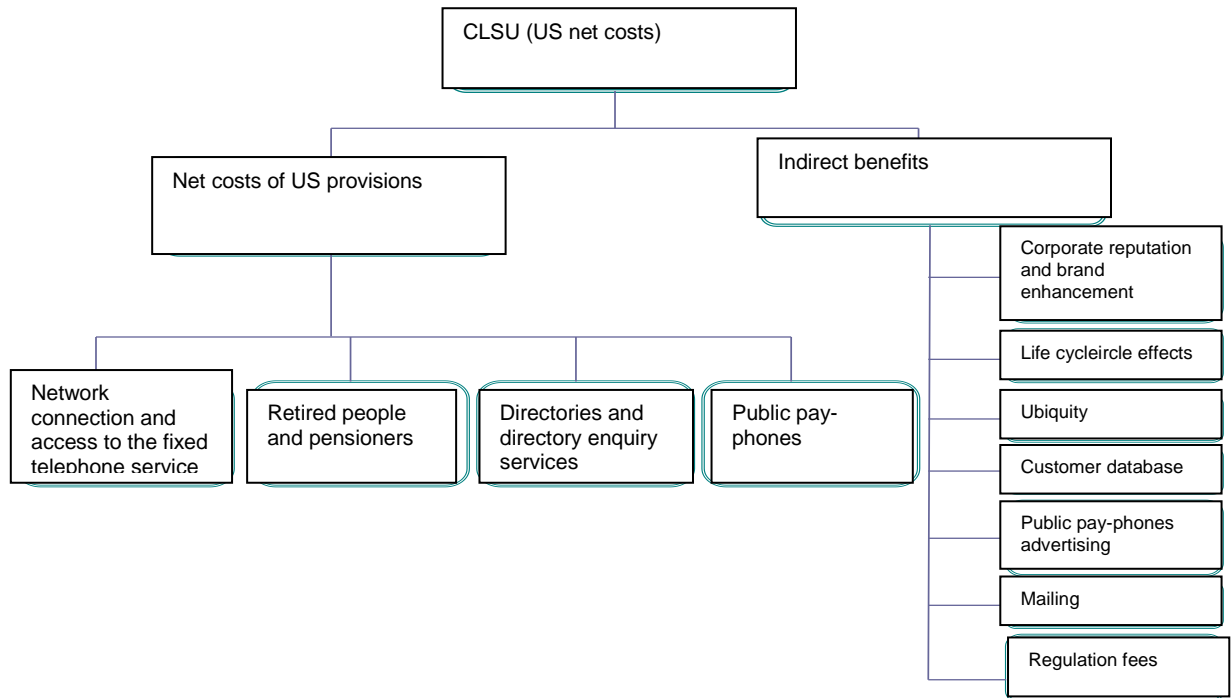 CLSU (US net costs)
Net costs of US provisions
Indirect benefits
Network
connection and
access to the fixed
telephone service
Retired people
and pensioners
Directories and
directory enquiry
services
Public pay-
phones
Corporate reputation
and brand
enhancement
Life cycleircle effects
Ubiquity
Customer database
Public pay-phones
advertising
Mailing
Regulation fees